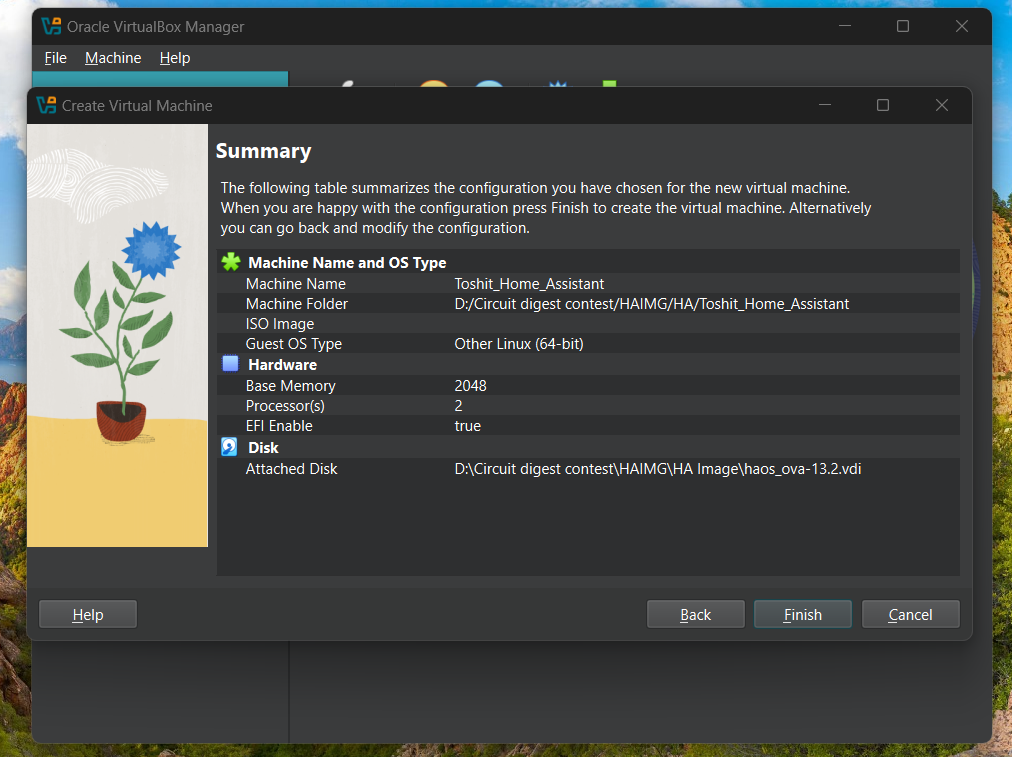 Oracle VirtualBox Manager
File Machine Help
Create Virtual Machine
Summary
The following table summarizes the configuration you have chosen for the new virtual machine.
When you are happy with the configuration press Finish to create the virtual machine. Alternatively
you can go back and modify the configuration.
Machine Name and OS Type
Machine Name Toshit_Home_Assistant
Machine Folder D:/Circuit digest contest/HAIMG/HA/Toshit_Home_Assistant
ISO Image
Guest OS Type Other Linux (64-bit)
Hardware
Base Memory 2048
Processor(s) 2
EFI Enable true
Disk
Attached Disk D:\Circuit digest contest\HAIMG\HA Image\haos_ova-13.2.vdi
Help Back Finish Cancel